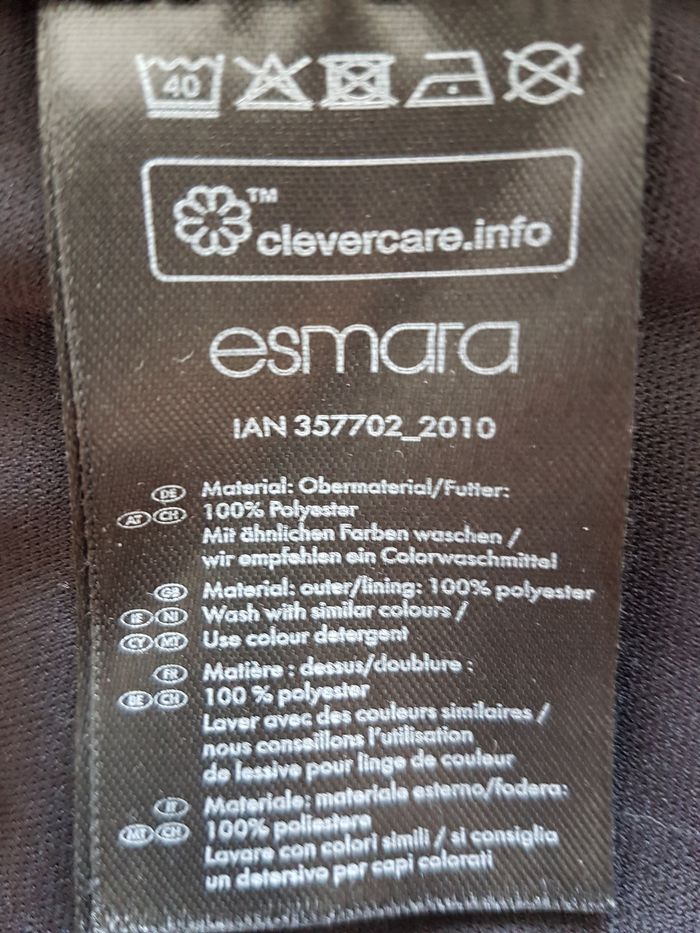 40
TM
clevercare.info
esmara
IAN 357702_2010
DE Material: Obermaterial/Futter:
AT CH 100% Polyester
Mit ähnlichen Farben waschen /
wir empfehlen ein Colorwaschmittel
GB Material: outer/lining: 100% polyester
IE NI Wash with similar colours /
CY MT Use colour detergent
FR Matière : dessus/doublure :
BE CH 100 % polyester
Laver avec des couleurs similaires /
nous conseillons l'utilisation
de lessive pour linge de couleur
IT Materiale: materiale esterno/fodera:
MT CH 100% poliestere
Lavare con colori simili / si consiglia
un detersivo per capi colorati